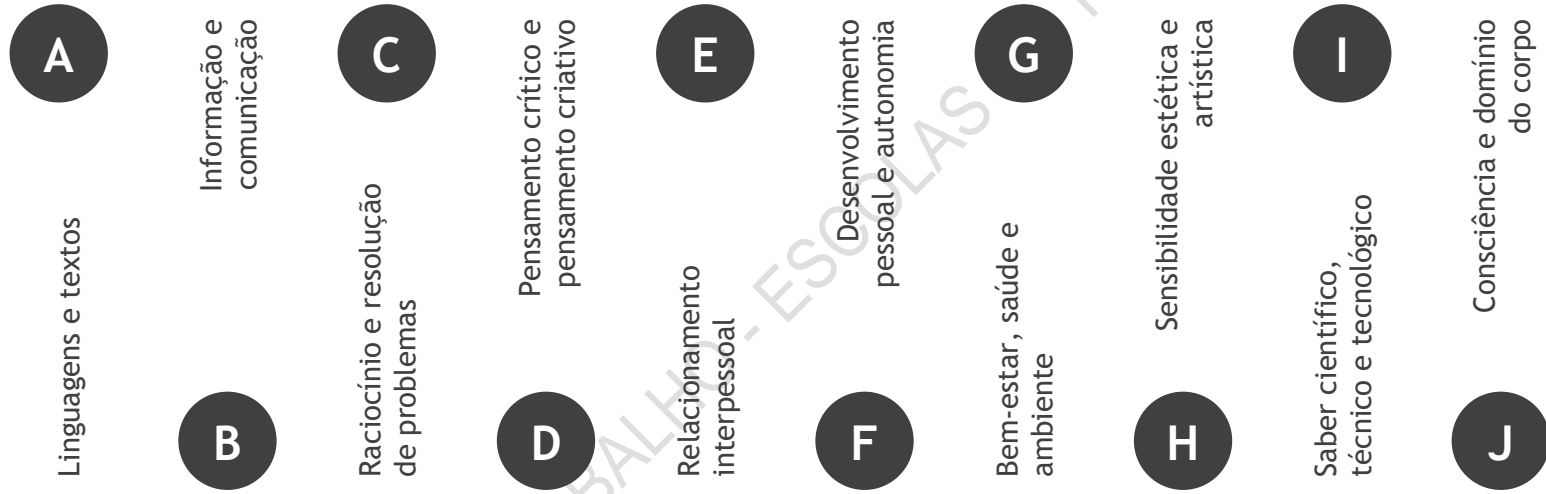 A
Linguagens e textos
Informação e
comunicação
B
C
Raciocínio e resolução
de problemas
Pensamento crítico e
pensamento criativo
D
E
Relacionamento
interpessoal
Desenvolvimento
pessoal e autonomia
F
G
Bem-estar, saúde e
ambiente
Sensibilidade estética e
artística
H
I
Saber científico,
técnico e tecnológico
Consciência e domínio
do corpo
J
ESCOLAS